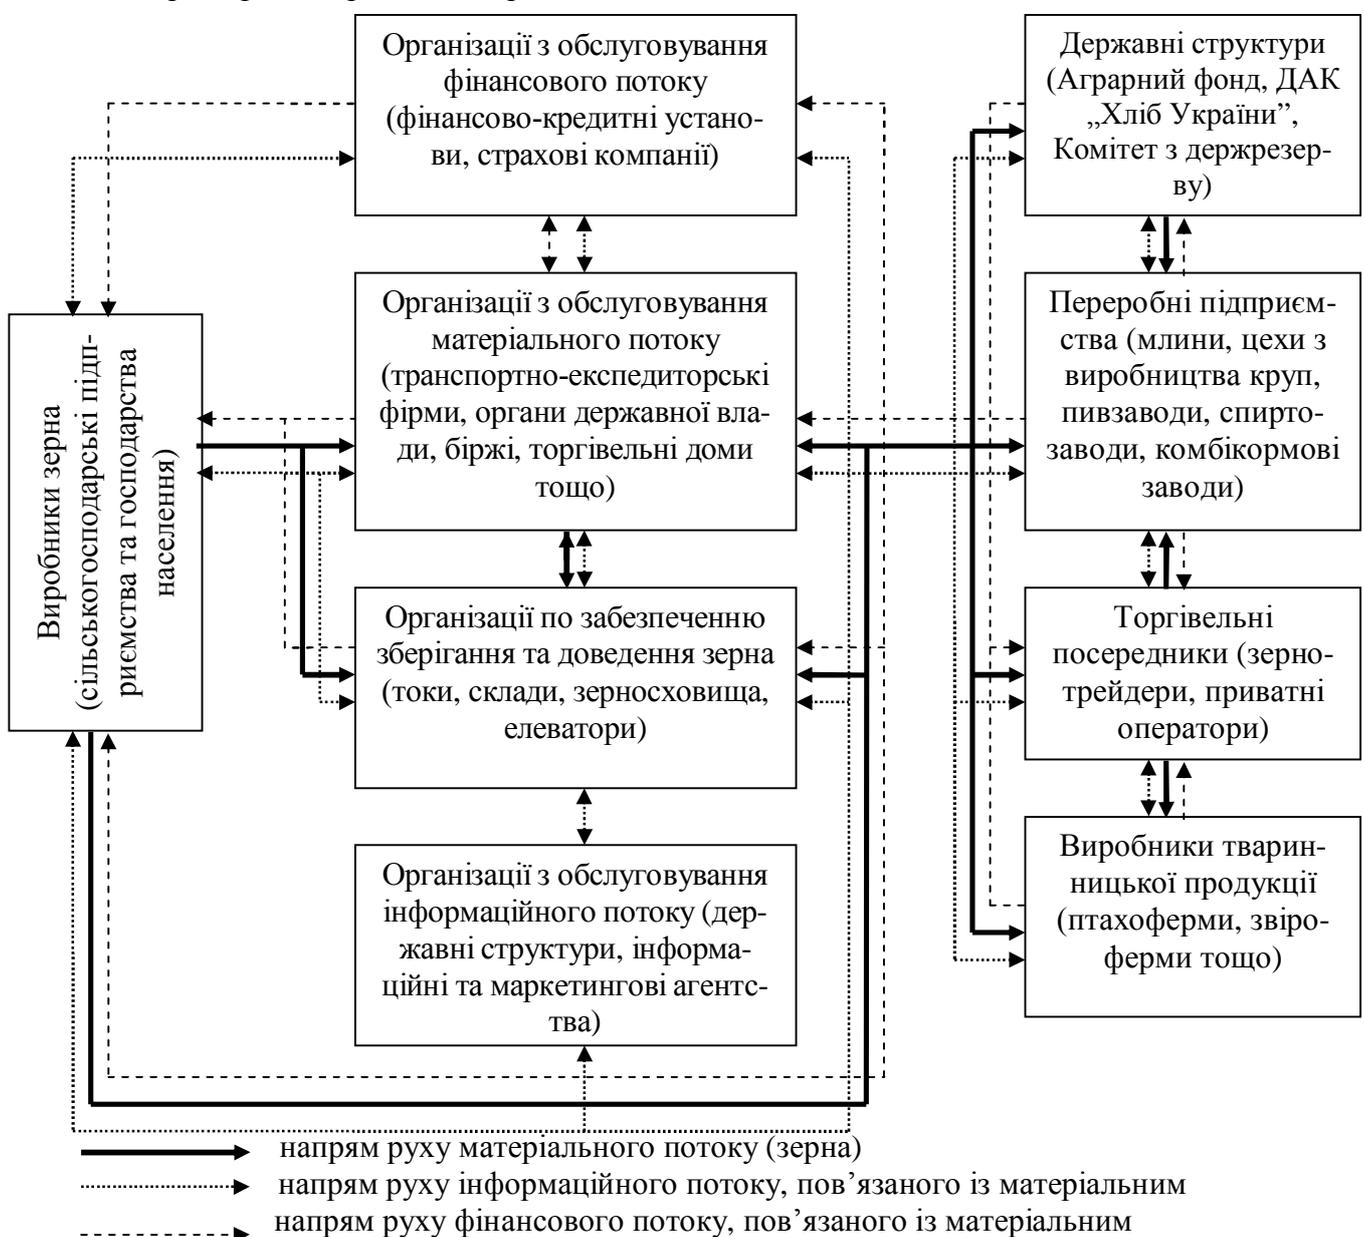 Організації з обслуговування
фінансового потоку
(фінансово-кредитні устано-
ви, страхові компанії)
Державні структури
(Аграрний фонд, ДАК
„Хліб України”,
Комітет з держрезер-
ву)
Виробники зерна
(сільськогосподарські підп-
риємства та господарства
населення)
Організації з обслуговування
матеріального потоку
(транспортно-експедиторські
фірми, органи державної вла-
ди, біржі, торгівельні доми
тощо)
Переробні підприєм-
ства (млини, цехи з
виробництва круп,
пивзаводи, спирто-
заводи, комбікормові
заводи)
Організації по забезпеченню
зберігання та доведення зерна
(токи, склади, зерносховища,
елеватори)
Торгівельні
посередники (зерно-
трейдери, приватні
оператори)
Організації з обслуговування
інформаційного потоку (дер-
жавні структури, інформа-
ційні та маркетингові агентс-
тва)
Виробники тварин-
ницької продукції
(птахоферми, звіро-
ферми тощо)
напрям руху матеріального потоку (зерна)
напрям руху інформаційного потоку, пов’язаного із матеріальним
напрям руху фінансового потоку, пов’язаного із матеріальним